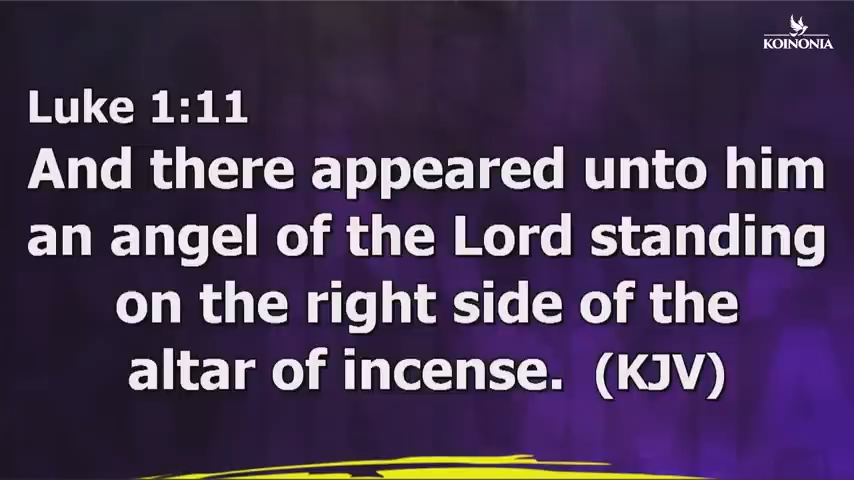 KOINONIA
Luke 1:11
And there appeared unto him
an angel of the Lord standing
on the right side of the
altar of incense. (KJV)